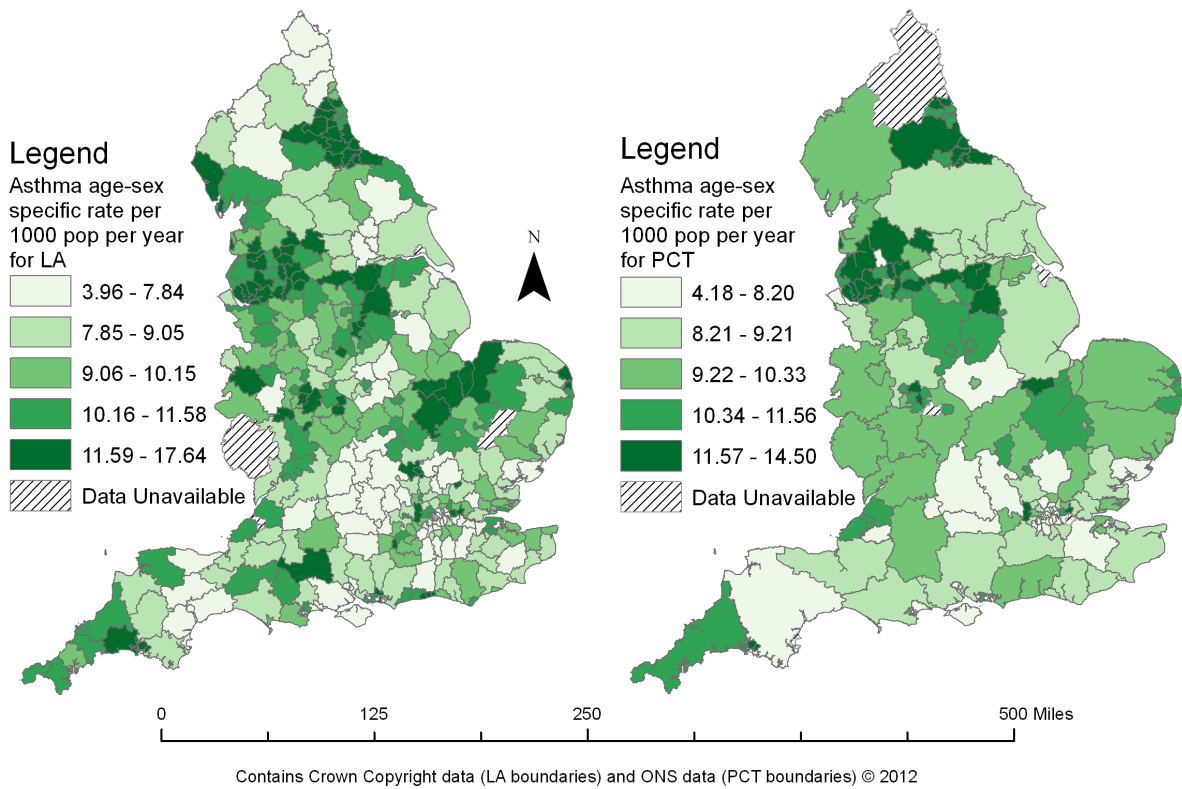 Legend
Asthma age-sex
specific rate per
1000 pop per year
for LA
3.96 - 7.84
7.85 - 9.05
9.06 - 10.15
10.16 - 11.58
11.59 - 17.64
Data Unavailable
N
Legend
Asthma age-sex
specific rate per
1000 pop per year
for PCT
4.18 - 8.20
8.21 - 9.21
9.22 - 10.33
10.34 - 11.56
11.57 - 14.50
Data Unavailable
0 125 250 500 Miles
Contains Crown Copyright data (LA boundaries) and ONS data (PCT boundaries) © 2012